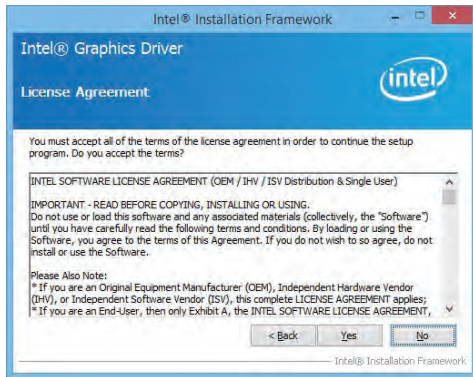 Intel® Installation Framework
Intel® Graphics Driver
License Agreement
intel
You must accept all of the terms of the license agreement in order to continue the setup
program. Do you accept the terms?
INTEL SOFTWARE LICENSE AGREEMENT (OEM / IHV / ISV Distribution & Single User)
IMPORTANT - READ BEFORE COPYING, INSTALLING OR USING.
Do not use or load this software and any associated materials (collectively, the "Software")
until you have carefully read the following terms and conditions. By loading or using the
Software, you agree to the terms of this Agreement. If you do not wish to so agree, do not
install or use the Software.
Please Also Note:
* If you are an Original Equipment Manufacturer (OEM), Independent Hardware Vendor
(IHV), or Independent Software Vendor (ISV), this complete LICENSE AGREEMENT applies;
* If you are an End-User, then only Exhibit A, the INTEL SOFTWARE LICENSE AGREEMENT,
< Back Yes No
Intel® Installation Framework